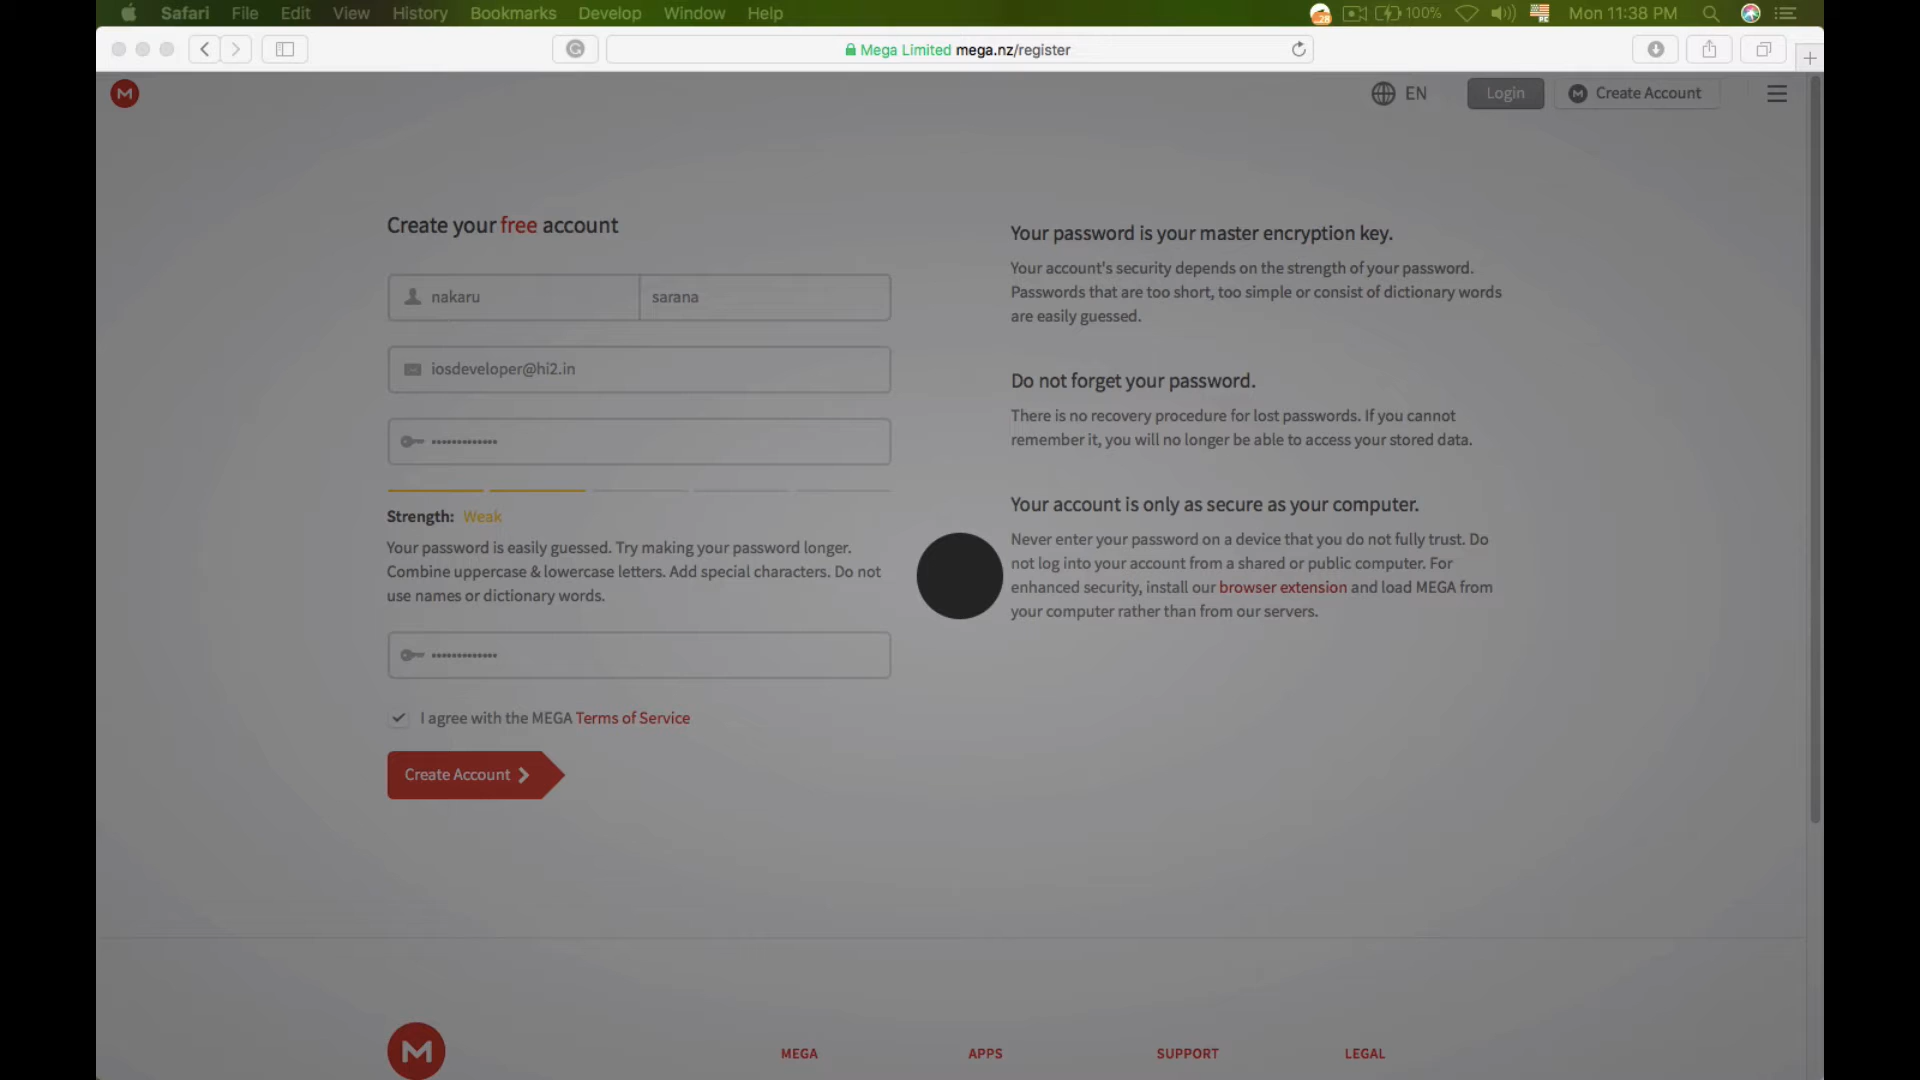 Safari File Edit View History Bookmarks Develop Window Help
28 100% PC Mon 11:38 PM
Mega Limited mega.nz/register
M EN Login M Create Account
Create your free account
nakaru sarana
iosdeveloper@hi2.in
•••••••••••••
Strength: Weak
Your password is easily guessed. Try making your password longer.
Combine uppercase & lowercase letters. Add special characters. Do not
use names or dictionary words.
•••••••••••••
I agree with the MEGA Terms of Service
Create Account
Your password is your master encryption key.
Your account's security depends on the strength of your password.
Passwords that are too short, too simple or consist of dictionary words
are easily guessed.
Do not forget your password.
There is no recovery procedure for lost passwords. If you cannot
remember it, you will no longer be able to access your stored data.
Your account is only as secure as your computer.
Never enter your password on a device that you do not fully trust. Do
not log into your account from a shared or public computer. For
enhanced security, install our browser extension and load MEGA from
your computer rather than from our servers.
M MEGA APPS SUPPORT LEGAL